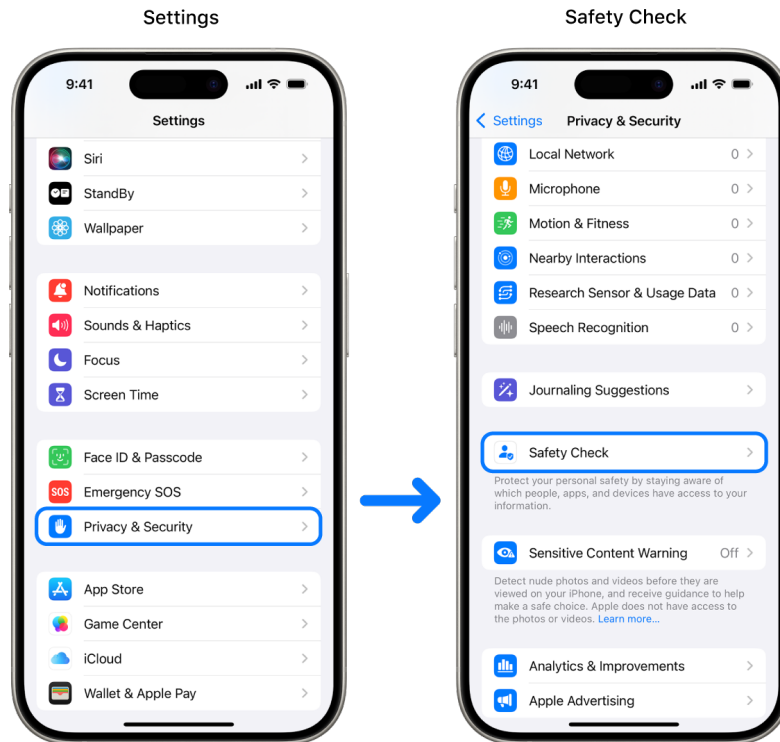 Settings
9:41
Settings
Siri
StandBy
Wallpaper
Notifications
Sounds & Haptics
Focus
Screen Time
Face ID & Passcode
SOS Emergency SOS
Privacy & Security
App Store
Game Center
iCloud
Wallet & Apple Pay
Safety Check
9:41
Settings Privacy & Security
Local Network 0
Microphone 0
Motion & Fitness 0
Nearby Interactions 0
Research Sensor & Usage Data 0
Speech Recognition 0
Journaling Suggestions
Safety Check
Protect your personal safety by staying aware of
which people, apps, and devices have access to your
information.
Sensitive Content Warning Off
Detect nude photos and videos before they are
viewed on your iPhone, and receive guidance to help
make a safe choice. Apple does not have access to
the photos or videos. Learn more...
Analytics & Improvements
Apple Advertising